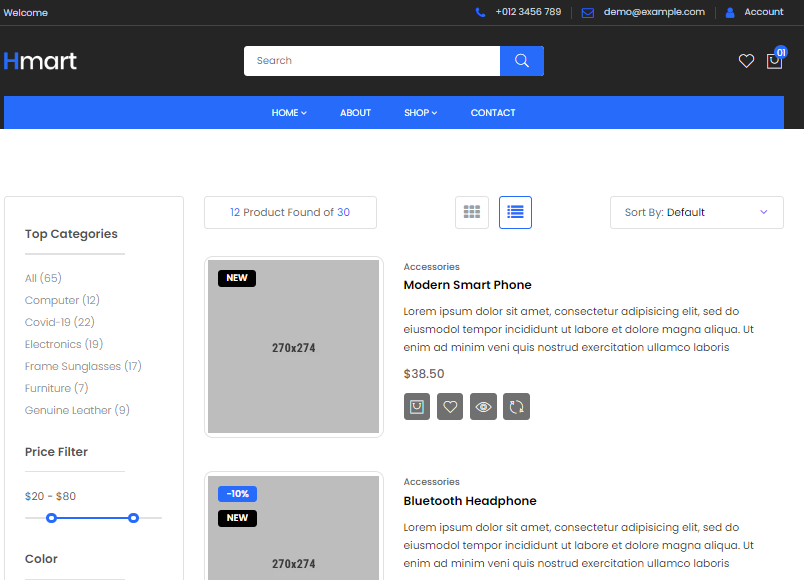 Welcome
+012 3456 789
demo@example.com
Account
Hmart
Search
01
HOME
ABOUT
SHOP
CONTACT
Top Categories
All (65)
Computer (12)
Covid-19 (22)
Electronics (19)
Frame Sunglasses (17)
Furniture (7)
Genuine Leather (9)
Price Filter
$20 - $80
Color
12 Product Found of 30
Sort By: Default
NEW
270x274
Accessories
Modern Smart Phone
Lorem ipsum dolor sit amet, consectetur adipisicing elit, sed do
eiusmodol tempor incididunt ut labore et dolore magna aliqua. Ut
enim ad minim veni quis nostrud exercitation ullamco laboris
$38.50
-10%
NEW
270x274
Accessories
Bluetooth Headphone
Lorem ipsum dolor sit amet, consectetur adipisicing elit, sed do
eiusmodol tempor incididunt ut labore et dolore magna aliqua. Ut
enim ad minim veni quis nostrud exercitation ullamco laboris